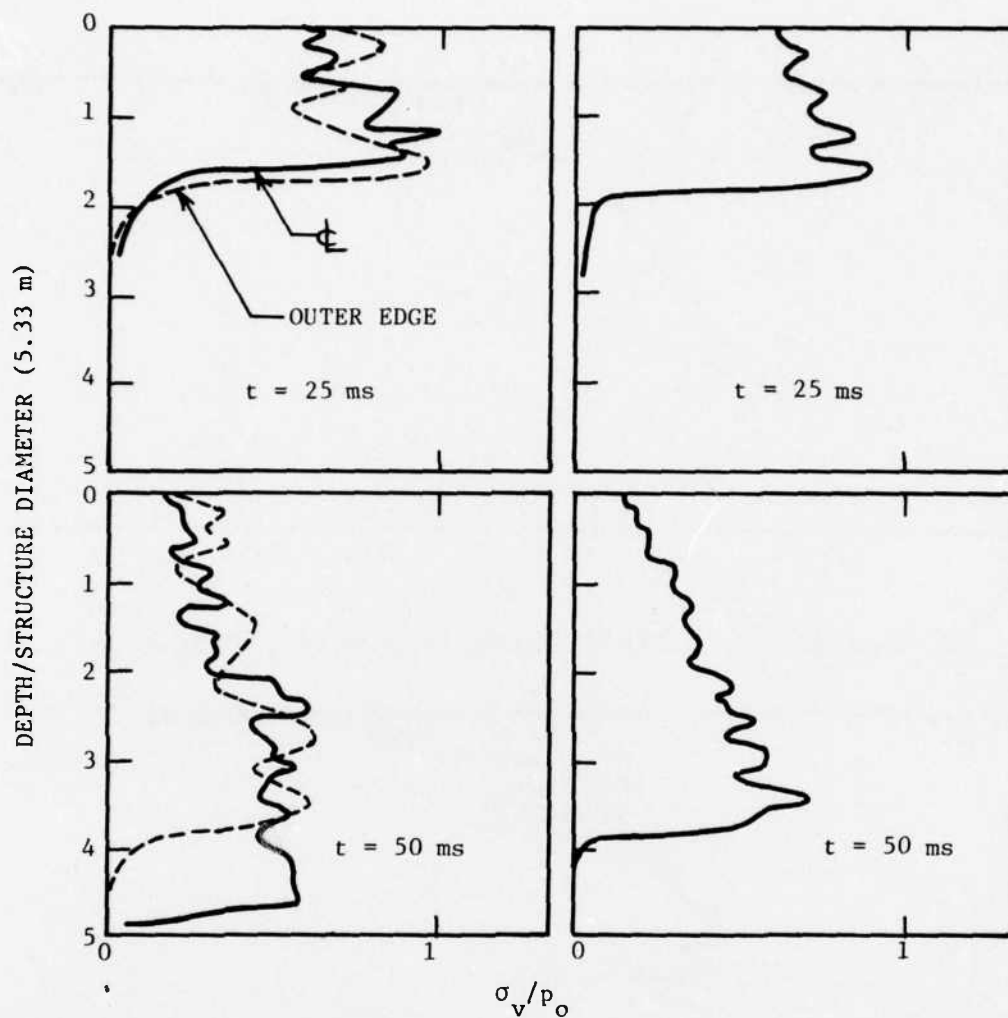 DEPTH/STRUCTURE DIAMETER (5.33 m)
0
1
2
3
4
5
℄
OUTER EDGE
t = 25 ms
t = 25 ms
0
1
2
3
4
5
t = 50 ms
t = 50 ms
0
1
0
1
σv/po